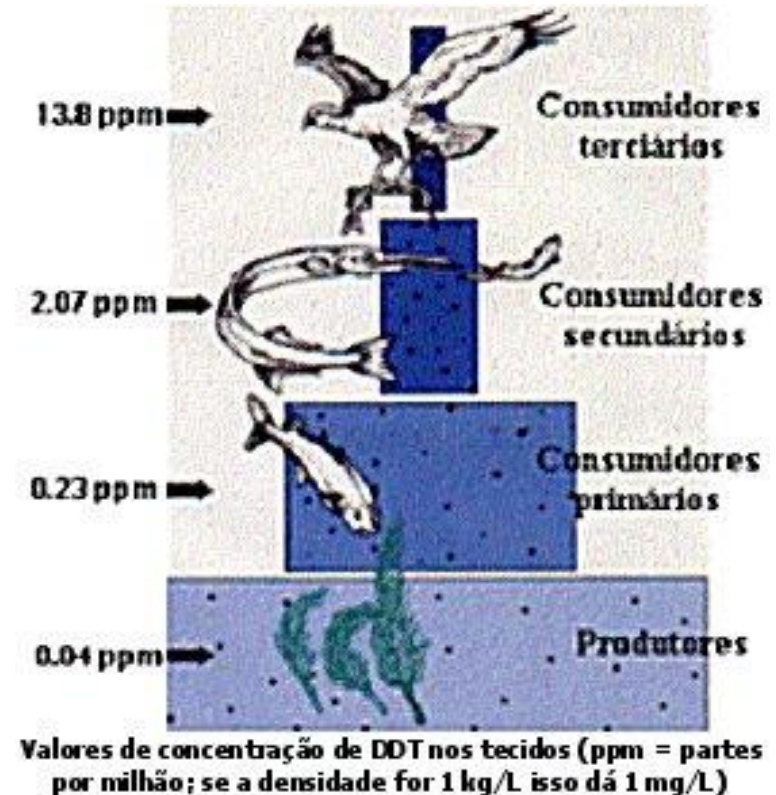 13.8 ppm
Consumidores
terciários
2.07 ppm
Consumidores
secundários
0.23 ppm
Consumidores
primários
0.04 ppm
Produtores
Valores de concentração de DDT nos tecidos (ppm = partes
por milhão; se a densidade for 1 kg/L isso dá 1 mg/L)